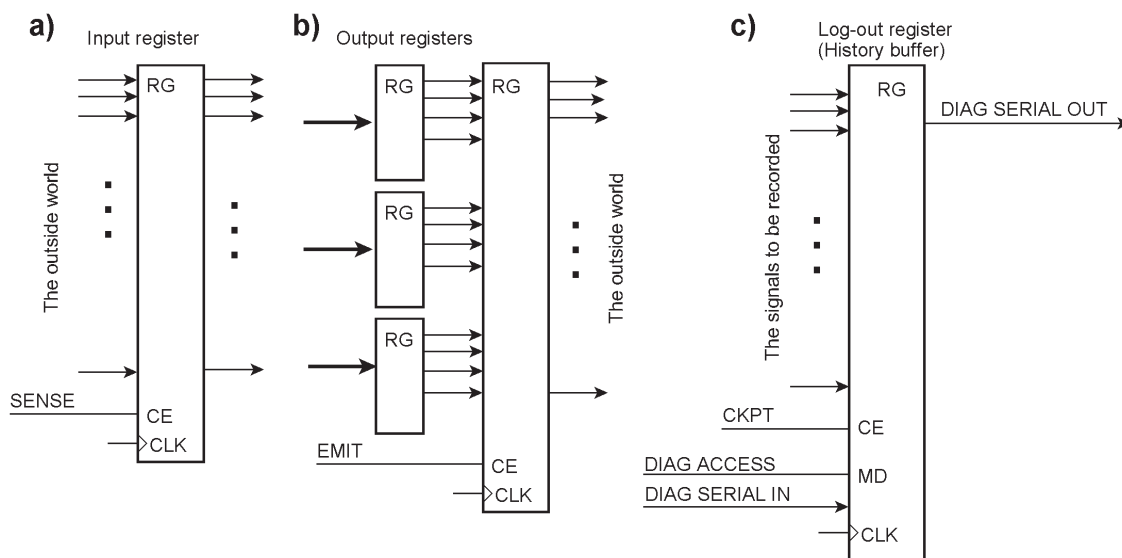 a)
Input register
RG
The outside world
SENSE
CE
CLK
b)
Output registers
RG
RG
RG
RG
The outside world
EMIT
CE
CLK
c)
Log-out register
(History buffer)
RG
DIAG SERIAL OUT
The signals to be recorded
CKPT
CE
DIAG ACCESS
MD
DIAG SERIAL IN
CLK